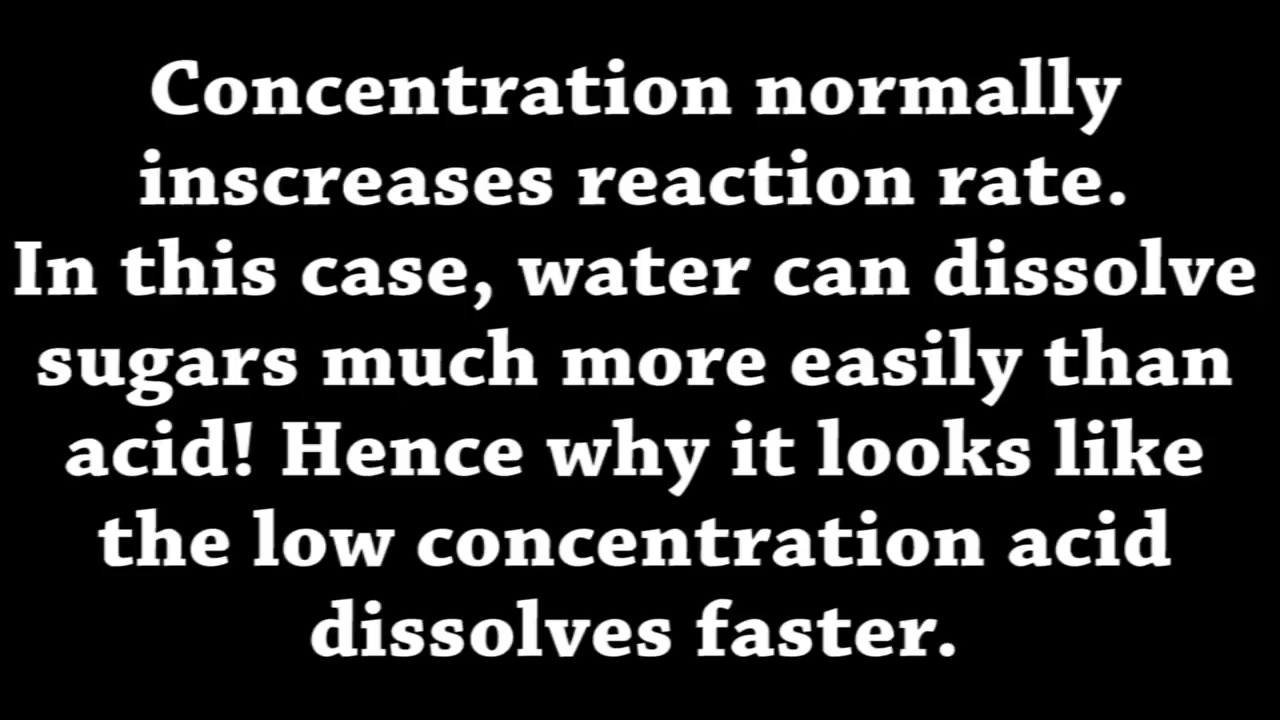 Concentration normally
inscreases reaction rate.
In this case, water can dissolve
sugars much more easily than
acid! Hence why it looks like
the low concentration acid
dissolves faster.